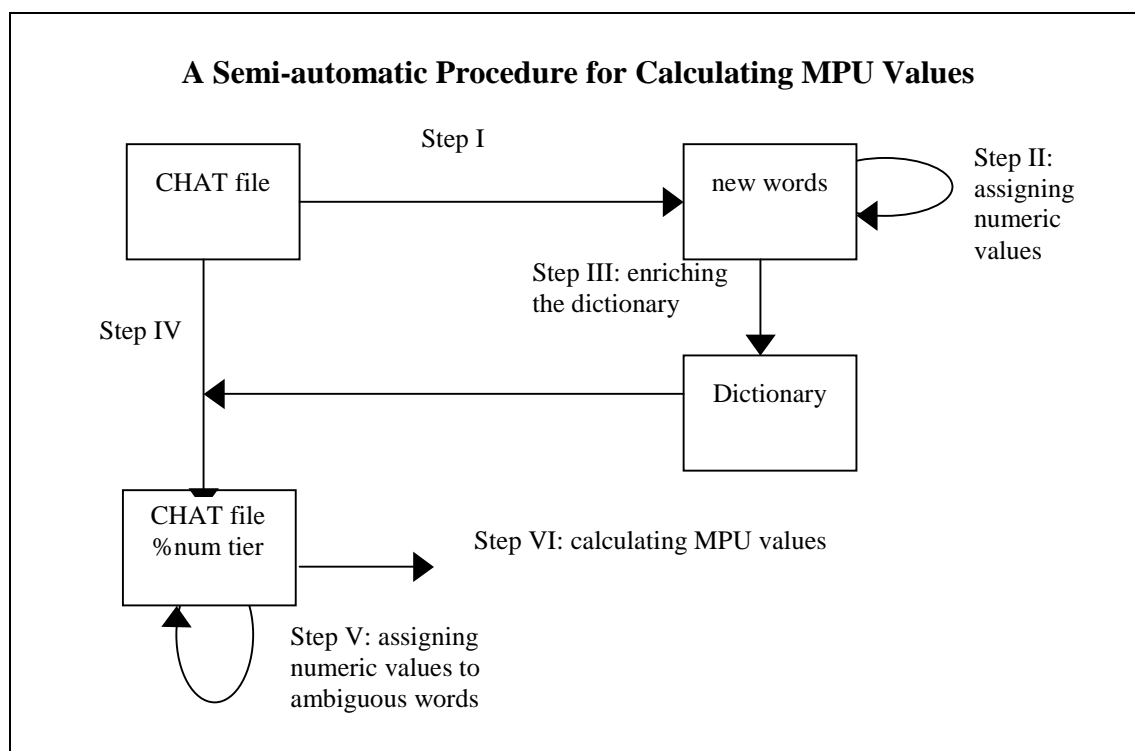 A Semi-automatic Procedure for Calculating MPU Values
Step I
CHAT file
new words
Step II:
assigning
numeric
values
Step III: enriching
the dictionary
Step IV
Dictionary
CHAT file
%num tier
Step VI: calculating MPU values
Step V: assigning
numeric values to
ambiguous words